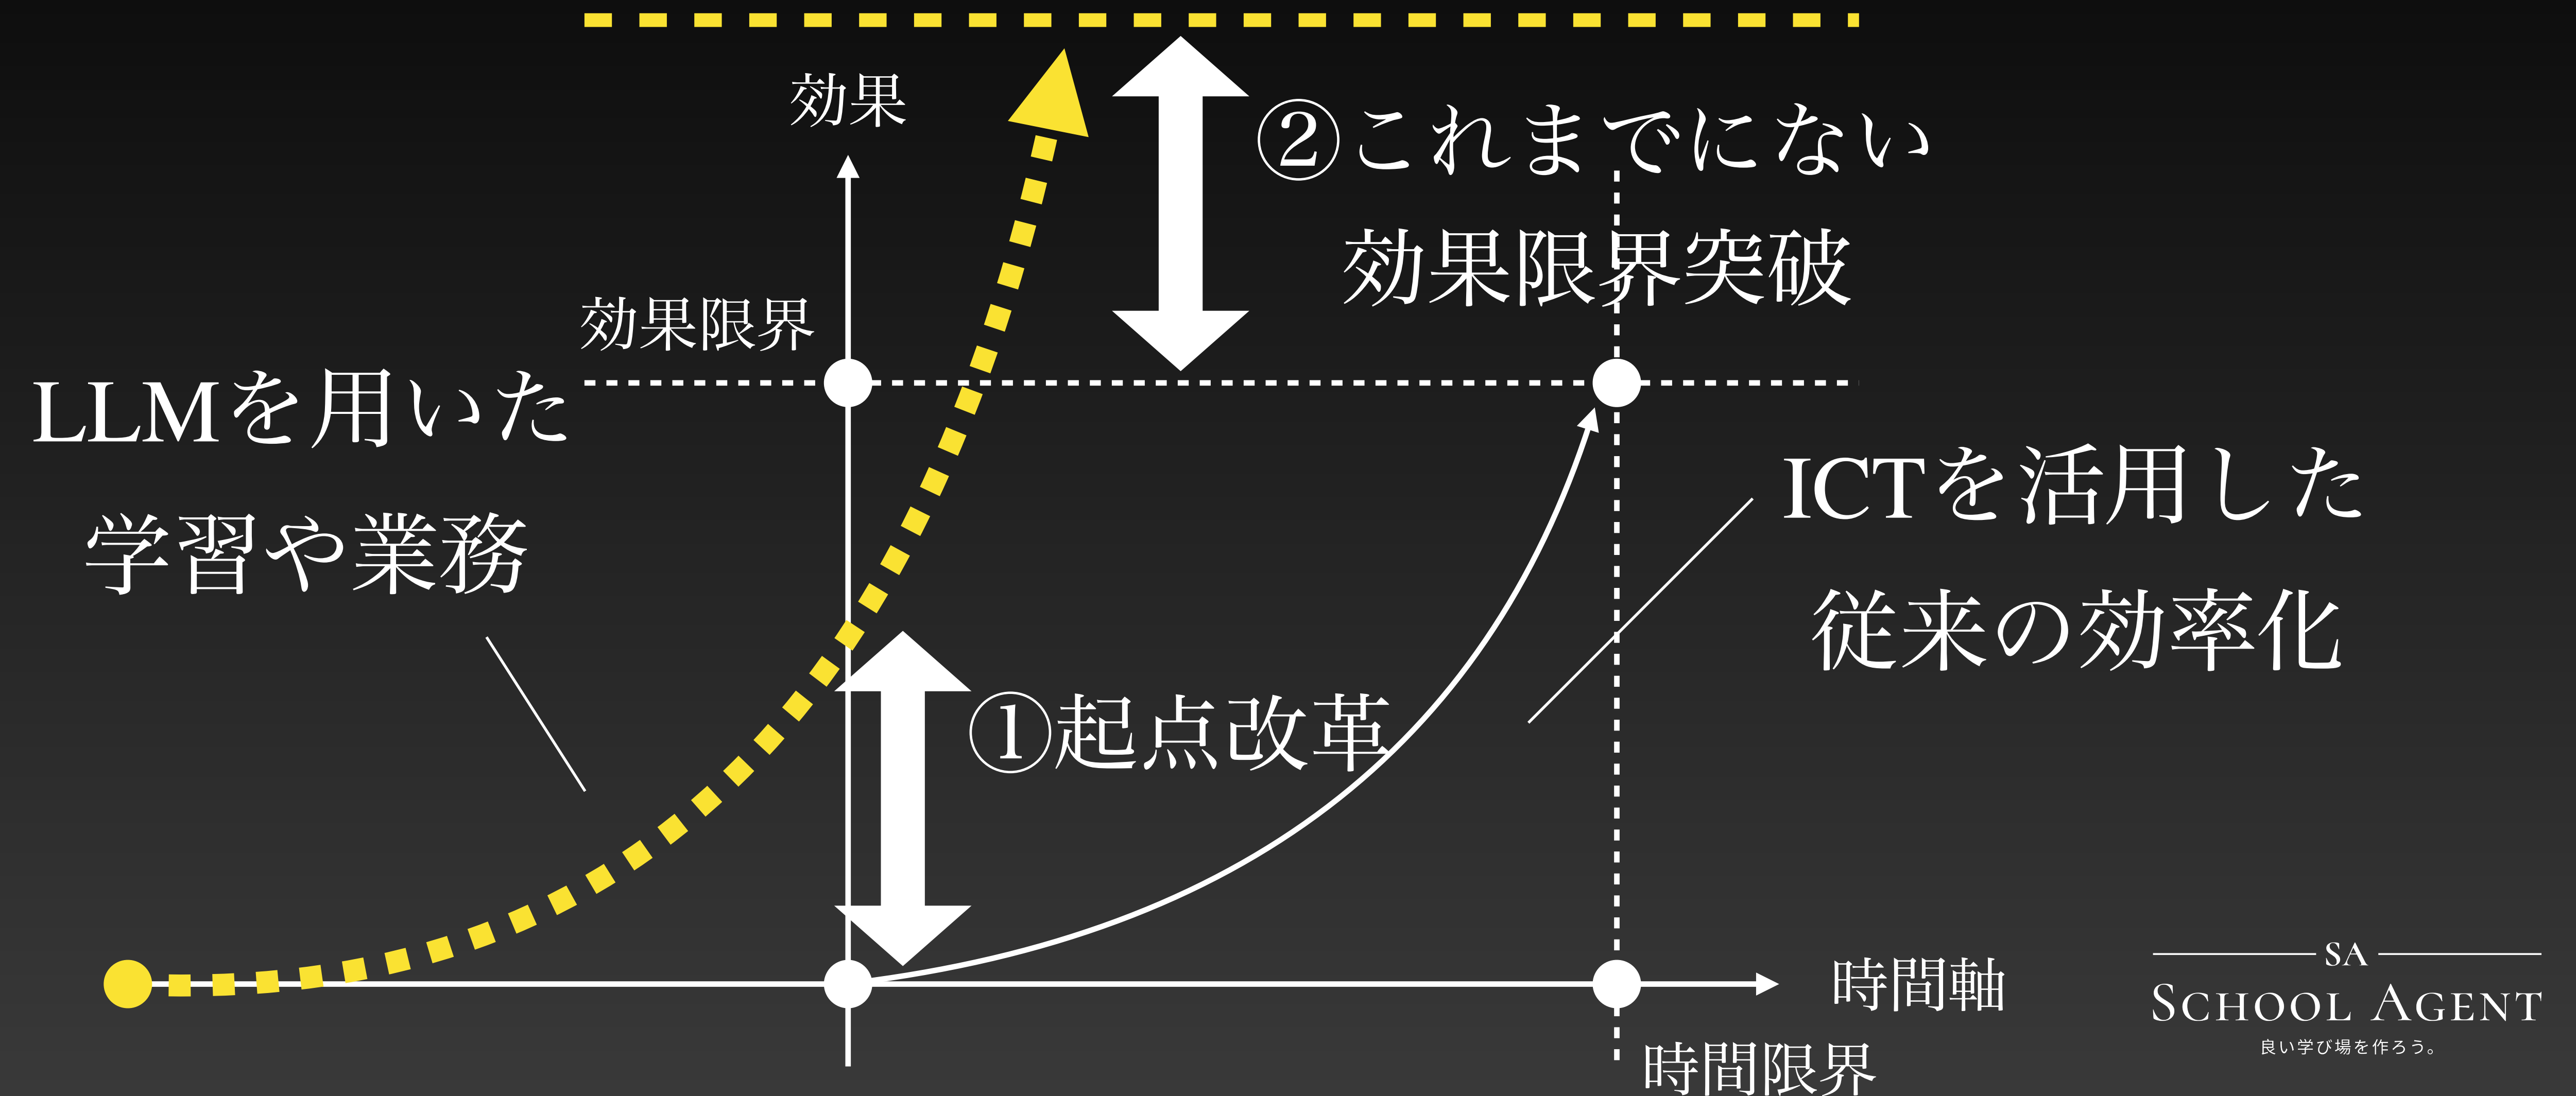 効果
②これまでにない
効果限界突破
効果限界
LLMを用いた
学習や業務
ICTを活用した
従来の効率化
①起点改革
時間軸
時間限界
SA
SCHOOL AGENT
良い学び場を作ろう。